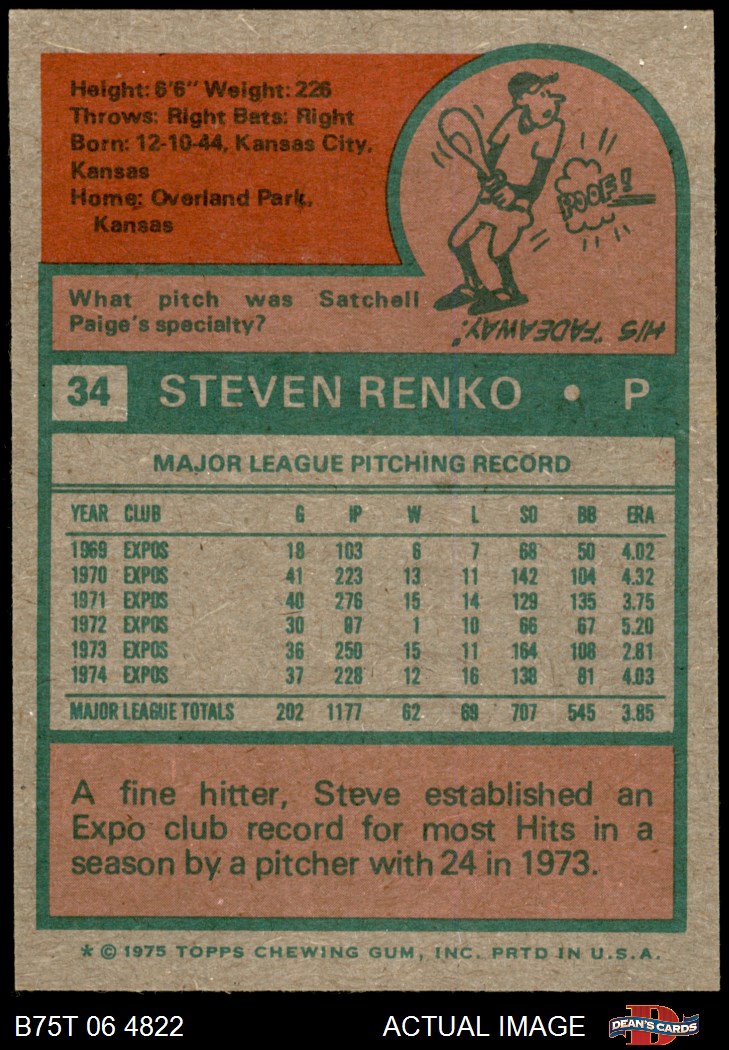 Height: 6'6" Weight: 226
Throws: Right Bats: Right
Born: 12-10-44, Kansas City,
Kansas
Home: Overland Park,
Kansas
POOF!
What pitch was Satchell
Paige's specialty?
HIS "FADEAWAY."
34 STEVEN RENKO • P
MAJOR LEAGUE PITCHING RECORD
YEAR CLUB G IP W L SO BB ERA
1969 EXPOS 18 103 6 7 68 50 4.02
1970 EXPOS 41 223 13 11 142 104 4.32
1971 EXPOS 40 276 15 14 129 135 3.75
1972 EXPOS 30 97 1 10 66 67 5.20
1973 EXPOS 36 250 15 11 164 108 2.81
1974 EXPOS 37 228 12 16 138 81 4.03
MAJOR LEAGUE TOTALS 202 1177 62 69 707 545 3.85
A fine hitter, Steve established an
Expo club record for most Hits in a
season by a pitcher with 24 in 1973.
* © 1975 TOPPS CHEWING GUM, INC. PRTD IN U.S.A.
B75T 06 4822 ACTUAL IMAGE D DEAN'S CARDS